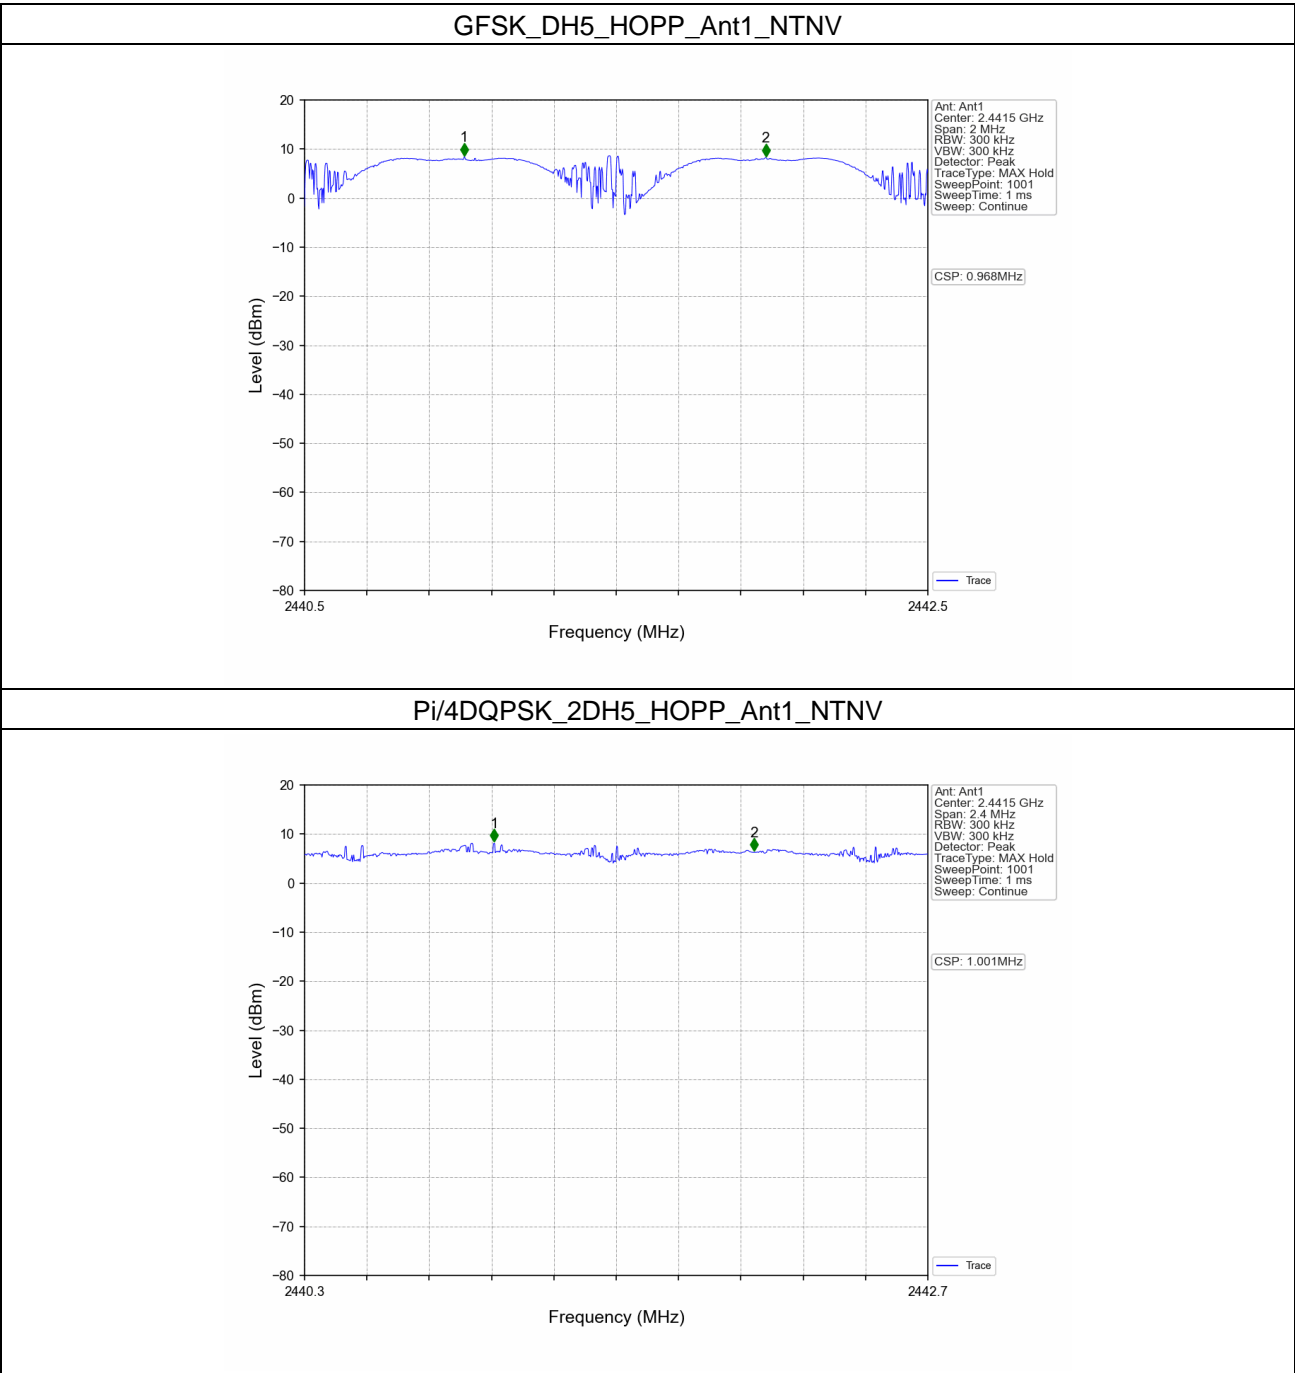 GFSK_DH5_HOPP_Ant1_NTNV
20
10
0
−10
−20
−30
−40
−50
−60
−70
−80
Level (dBm)
1
2
2440.5
2442.5
Frequency (MHz)
Ant: Ant1
Center: 2.4415 GHz
Span: 2 MHz
RBW: 300 kHz
VBW: 300 kHz
Detector: Peak
TraceType: MAX Hold
SweepPoint: 1001
SweepTime: 1 ms
Sweep: Continue
CSP: 0.968MHz
Trace
Pi/4DQPSK_2DH5_HOPP_Ant1_NTNV
20
10
0
−10
−20
−30
−40
−50
−60
−70
−80
Level (dBm)
1
2
2440.3
2442.7
Frequency (MHz)
Ant: Ant1
Center: 2.4415 GHz
Span: 2.4 MHz
RBW: 300 kHz
VBW: 300 kHz
Detector: Peak
TraceType: MAX Hold
SweepPoint: 1001
SweepTime: 1 ms
Sweep: Continue
CSP: 1.001MHz
Trace